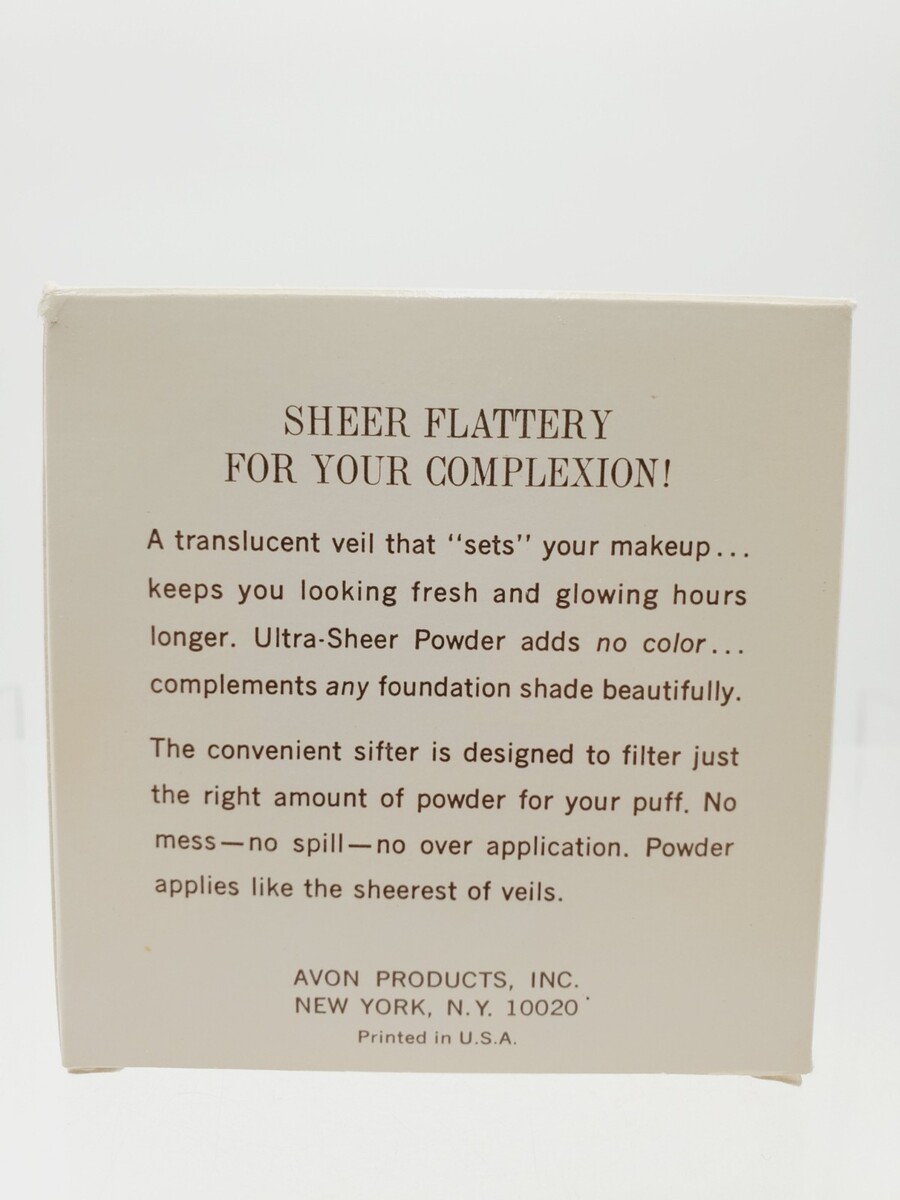 SHEER FLATTERY
FOR YOUR COMPLEXION!
A translucent veil that “sets” your makeup...
keeps you looking fresh and glowing hours
longer. Ultra-Sheer Powder adds no color...
complements any foundation shade beautifully.
The convenient sifter is designed to filter just
the right amount of powder for your puff. No
mess—no spill—no over application. Powder
applies like the sheerest of veils.
AVON PRODUCTS, INC.
NEW YORK, N.Y. 10020
Printed in U.S.A.